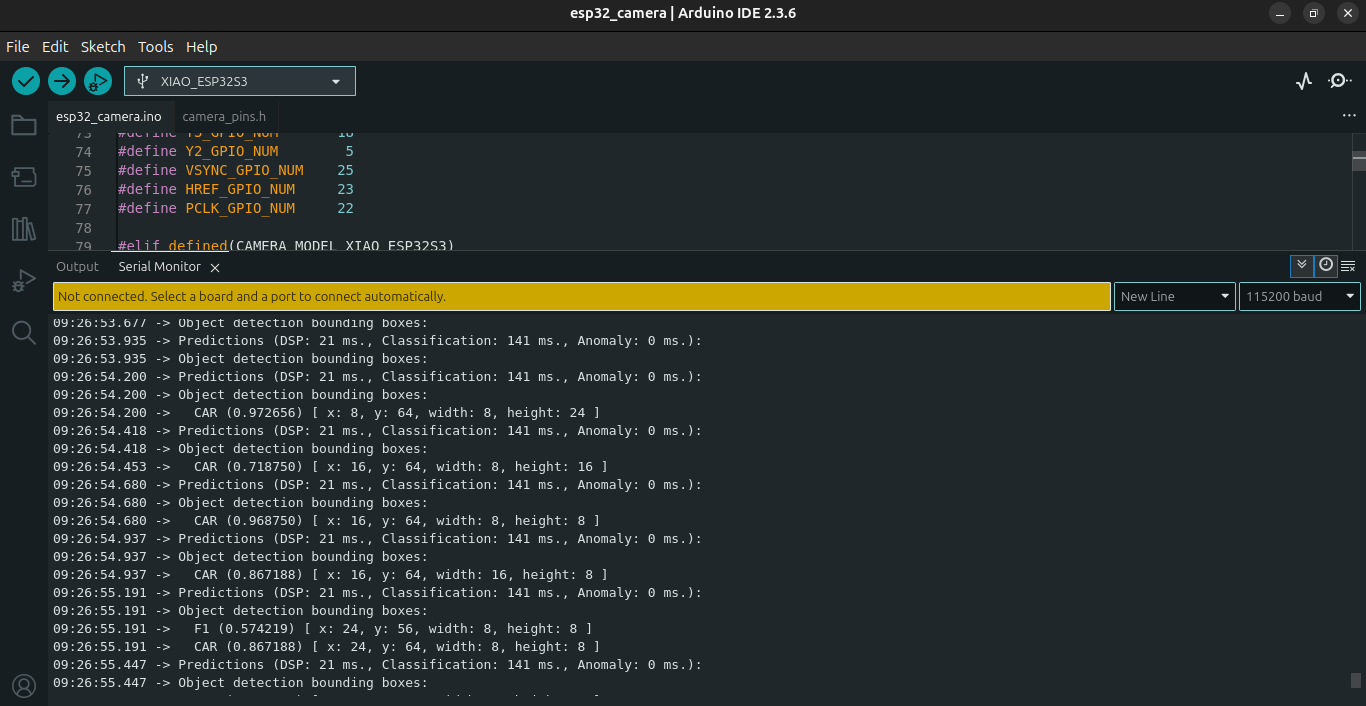 esp32_camera | Arduino IDE 2.3.6
File Edit Sketch Tools Help
XIAO_ESP32S3
esp32_camera.ino camera_pins.h
73 #define Y3_GPIO_NUM 18
74 #define Y2_GPIO_NUM 5
75 #define VSYNC_GPIO_NUM 25
76 #define HREF_GPIO_NUM 23
77 #define PCLK_GPIO_NUM 22
78
79 #elif defined(CAMERA_MODEL_XIAO_ESP32S3)
Output Serial Monitor
Not connected. Select a board and a port to connect automatically. New Line 115200 baud
09:26:53.677 -> Object detection bounding boxes:
09:26:53.935 -> Predictions (DSP: 21 ms., Classification: 141 ms., Anomaly: 0 ms.):
09:26:53.935 -> Object detection bounding boxes:
09:26:54.200 -> Predictions (DSP: 21 ms., Classification: 141 ms., Anomaly: 0 ms.):
09:26:54.200 -> Object detection bounding boxes:
09:26:54.200 -> CAR (0.972656) [ x: 8, y: 64, width: 8, height: 24 ]
09:26:54.418 -> Predictions (DSP: 21 ms., Classification: 141 ms., Anomaly: 0 ms.):
09:26:54.418 -> Object detection bounding boxes:
09:26:54.453 -> CAR (0.718750) [ x: 16, y: 64, width: 8, height: 16 ]
09:26:54.680 -> Predictions (DSP: 21 ms., Classification: 141 ms., Anomaly: 0 ms.):
09:26:54.680 -> Object detection bounding boxes:
09:26:54.680 -> CAR (0.968750) [ x: 16, y: 64, width: 8, height: 8 ]
09:26:54.937 -> Predictions (DSP: 21 ms., Classification: 141 ms., Anomaly: 0 ms.):
09:26:54.937 -> Object detection bounding boxes:
09:26:54.937 -> CAR (0.867188) [ x: 16, y: 64, width: 16, height: 8 ]
09:26:55.191 -> Predictions (DSP: 21 ms., Classification: 141 ms., Anomaly: 0 ms.):
09:26:55.191 -> Object detection bounding boxes:
09:26:55.191 -> F1 (0.574219) [ x: 24, y: 56, width: 8, height: 8 ]
09:26:55.191 -> CAR (0.867188) [ x: 24, y: 64, width: 8, height: 8 ]
09:26:55.447 -> Predictions (DSP: 21 ms., Classification: 141 ms., Anomaly: 0 ms.):
09:26:55.447 -> Object detection bounding boxes: